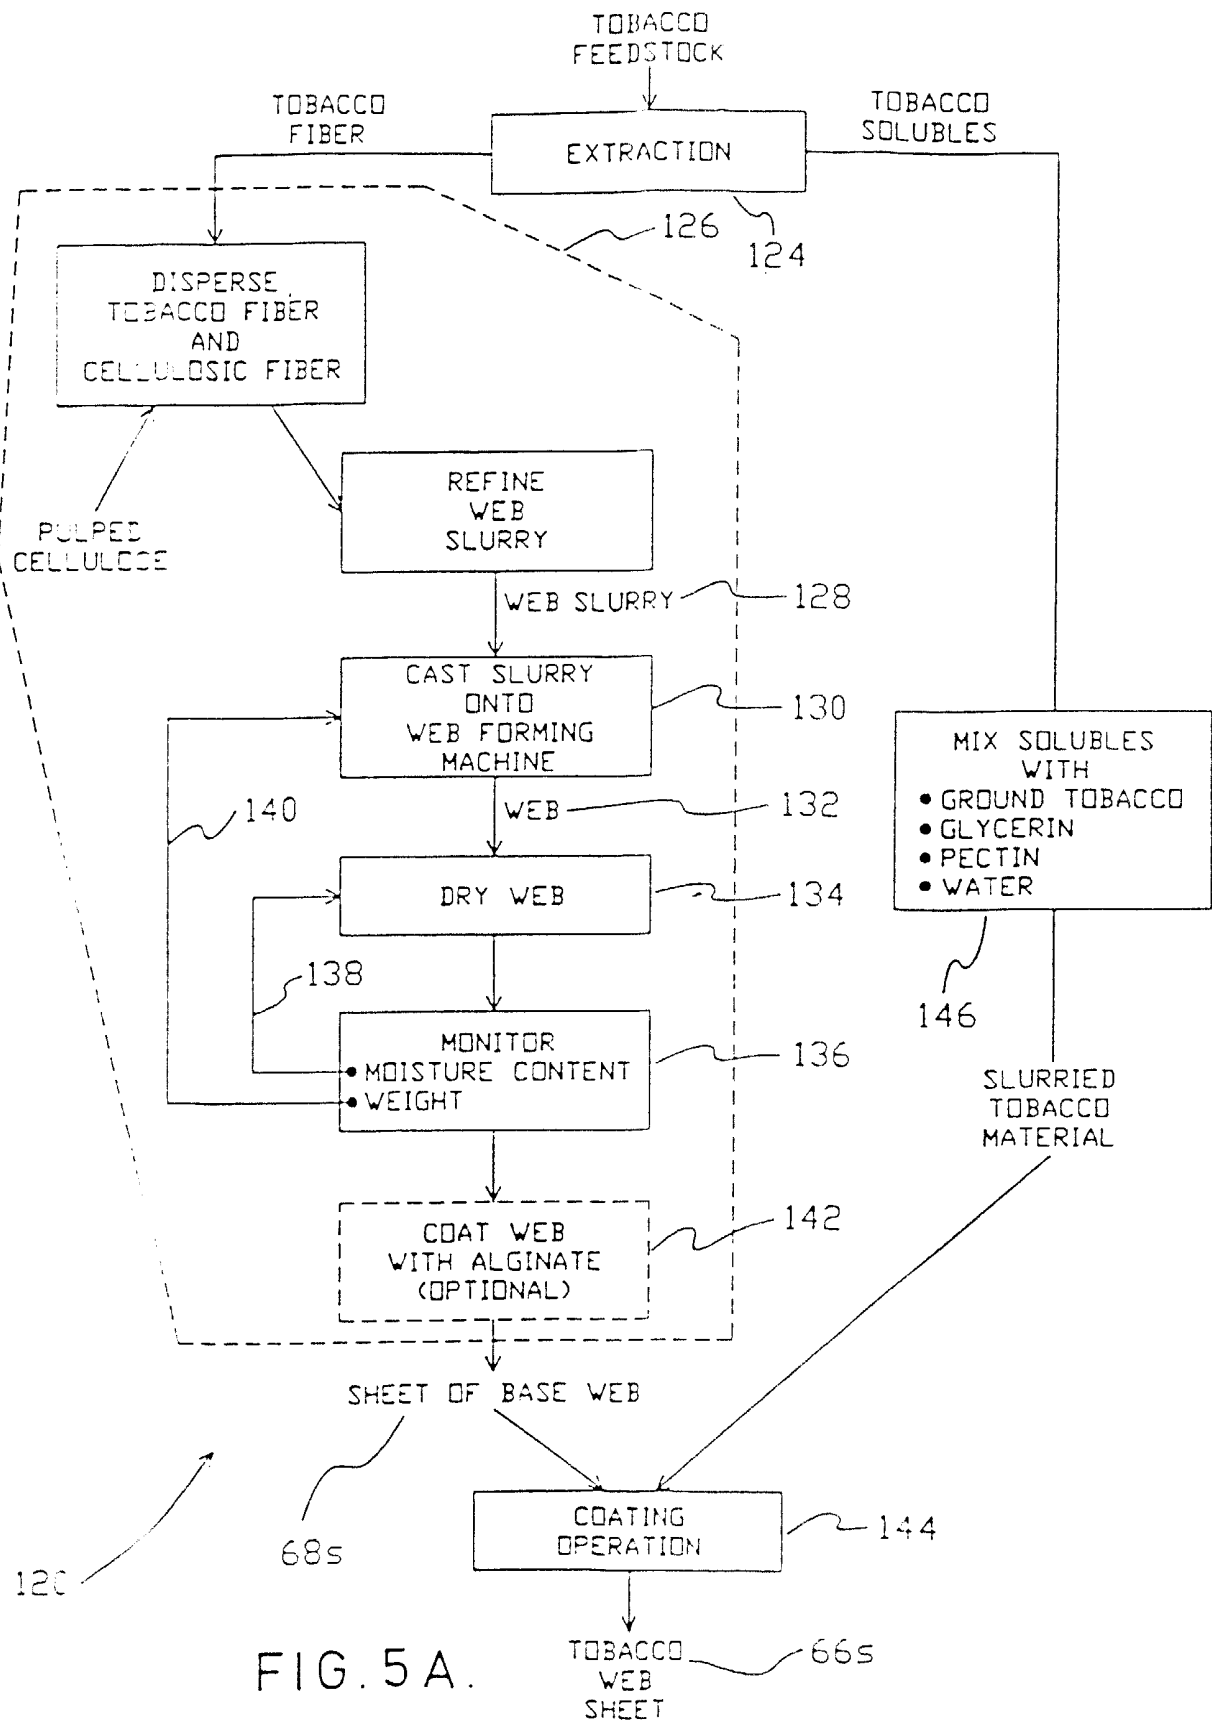 TOBACCO
FEEDSTOCK
TOBACCO
FIBER
TOBACCO
SOLUBLES
EXTRACTION
126
124
DISPERSE
TOBACCO FIBER
AND
CELLULOSIC FIBER
REFINE
WEB
SLURRY
PULPED
CELLULOSE
WEB SLURRY
128
CAST SLURRY
ONTO
WEB FORMING
MACHINE
130
MIX SOLUBLES
WITH
• GROUND TOBACCO
• GLYCERIN
• PECTIN
• WATER
140
WEB
132
DRY WEB
134
138
146
MONITOR
• MOISTURE CONTENT
• WEIGHT
136
SLURRIED
TOBACCO
MATERIAL
COAT WEB
WITH ALGINATE
(OPTIONAL)
142
SHEET OF BASE WEB
68s
COATING
OPERATION
144
120
FIG. 5A.
TOBACCO
WEB
SHEET
66s